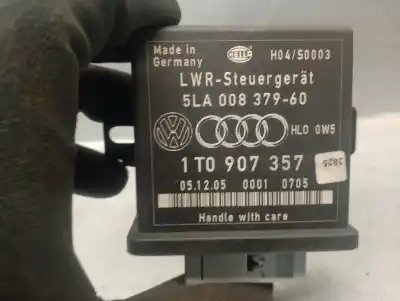 Made in
Germany
HELLA
H04/S0003
LWR-Steuergerät
5LA 008 379-60
HLO 0W5
1T0 907 357
05.12.05 0001 0705
Handle with care